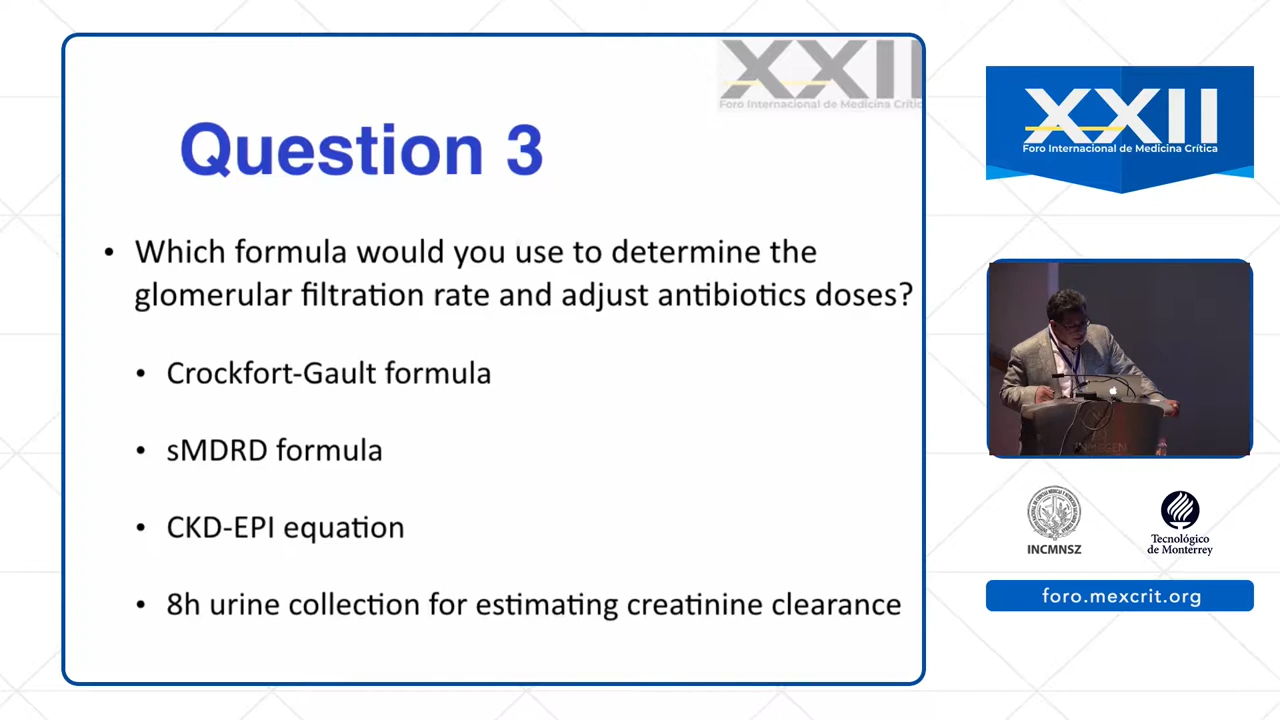 XXII
Foro Internacional de Medicina Crític
Question 3
• Which formula would you use to determine the
glomerular filtration rate and adjust antibiotics doses?
• Crockfort-Gault formula
• sMDRD formula
• CKD-EPI equation
• 8h urine collection for estimating creatinine clearance
XXII
Foro Internacional de Medicina Crítica
INCMNSZ
Tecnológico
de Monterrey
foro.mexcrit.org